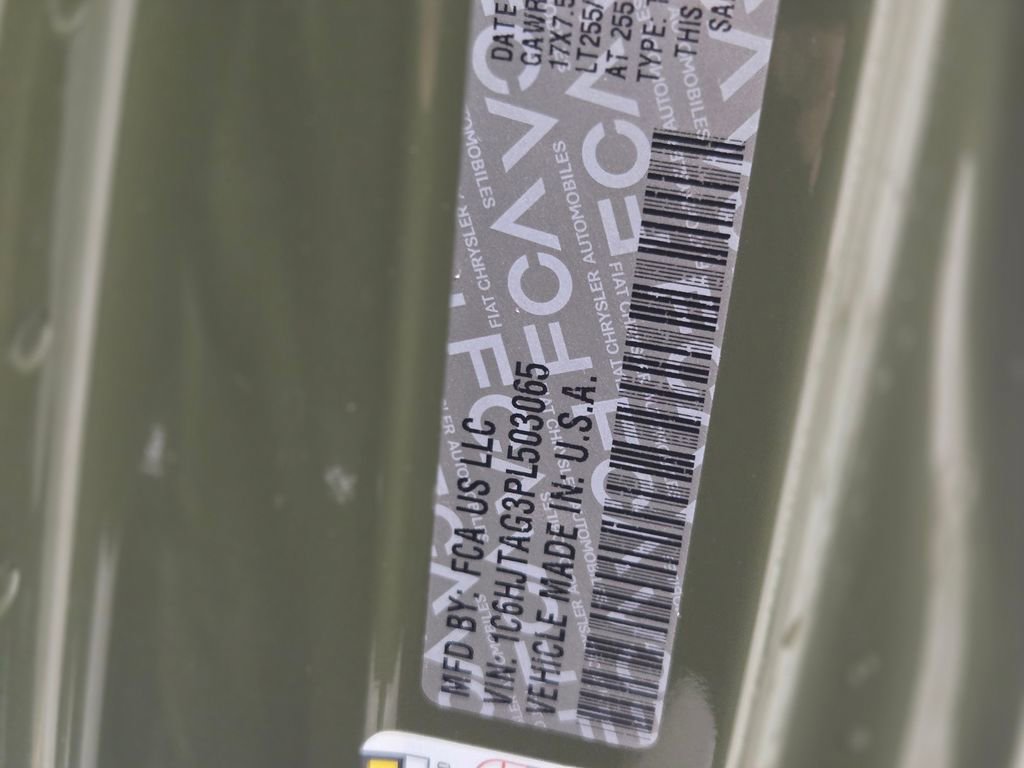 MFD BY: FCA US LLC
VIN: 1C6HJTAG3PL503065
VEHICLE MADE IN: U.S.A.
DATE
GAWR
17X7.5
LT255/
AT 255
TYPE:
THIS
FCA
FIAT CHRYSLER AUTOMOBILES